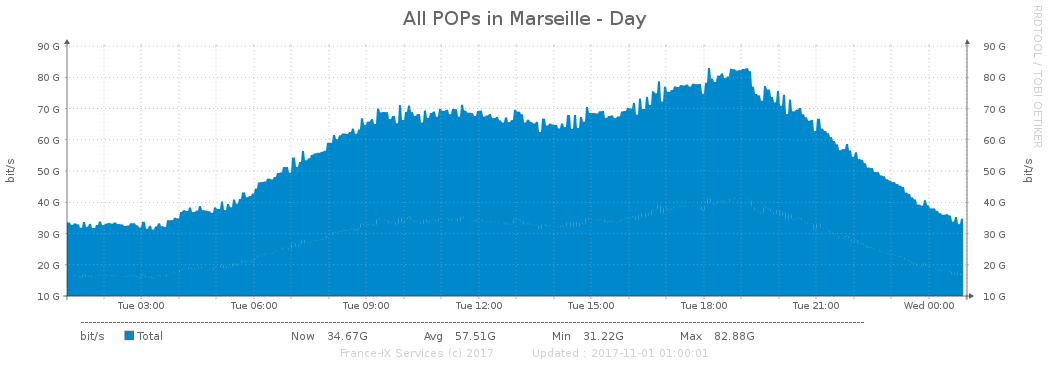 All POPs in Marseille - Day
RRDTOOL / TOBI OETIKER
bit/s
90 G
80 G
70 G
60 G
50 G
40 G
30 G
20 G
10 G
90 G
80 G
70 G
60 G
50 G
40 G
30 G
20 G
10 G
bit/s
Tue 03:00 Tue 06:00 Tue 09:00 Tue 12:00 Tue 15:00 Tue 18:00 Tue 21:00 Wed 00:00
bit/s Total Now 34.67G Avg 57.51G Min 31.22G Max 82.88G
France-IX Services (c) 2017 Updated : 2017-11-01 01:00:01